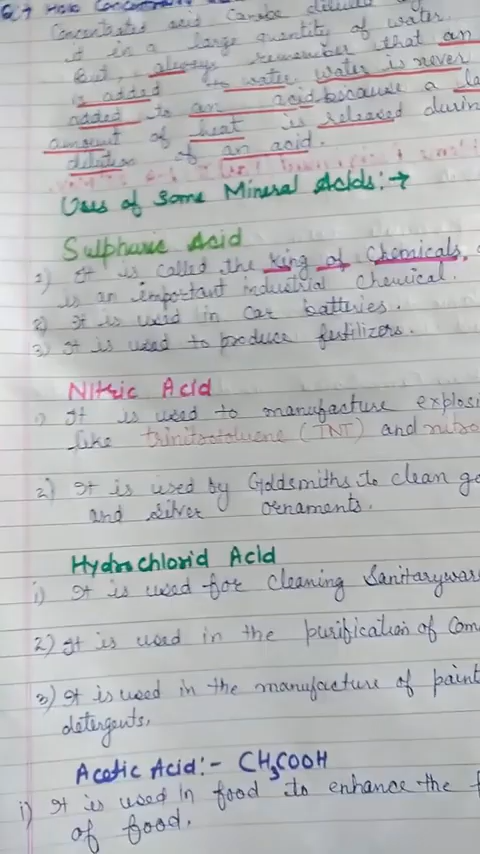 Q.7 How
Concentrated acid can be diluted
it in a large quantity of water.
But, always remember that an
is added to water, water is never
added to an acid because a la
amount of heat is released durin
dilution of an acid.
Uses of Some Mineral Acids:→
Sulphuric Acid
1) It is called the King of Chemicals,
is an important industrial chemical.
2) It is used in car batteries.
3) It is used to produce fertilizers.
Nitric Acid
1) It is used to manufacture explosi
like trinitrotoluene (TNT) and nitro
2) It is used by Goldsmiths to clean go
and silver ornaments.
Hydrochlorid Acid
i) It is used for cleaning Sanitarywar
2) It is used in the purification of Com
3) It is used in the manufacture of paint
detergents.
Acetic Acid:- CH3COOH
i) It is used in food to enhance the f
of food.